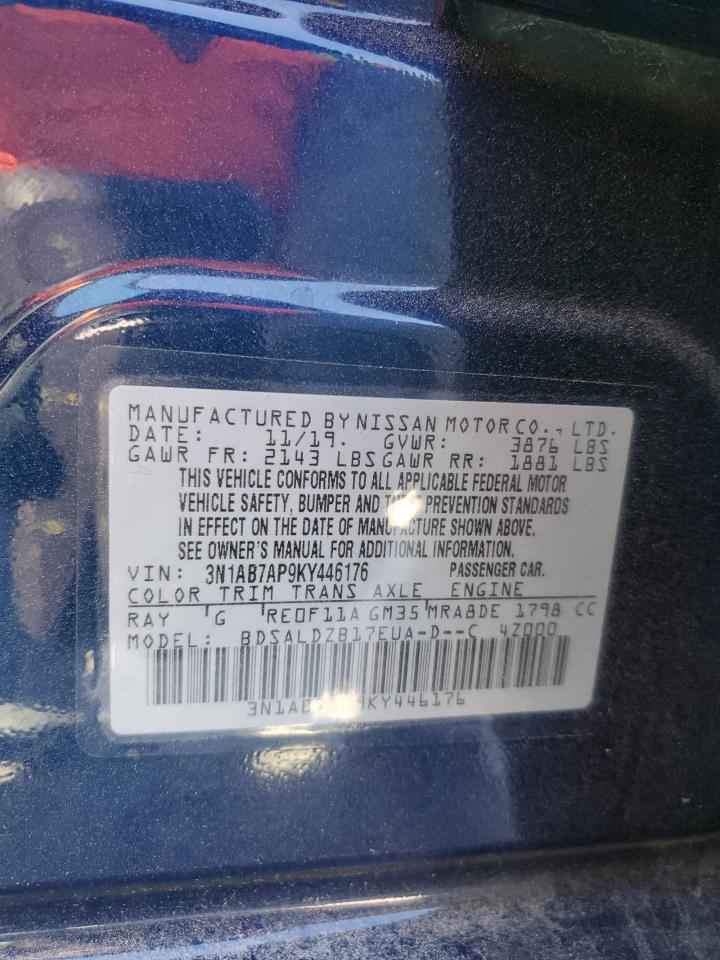 MANUFACTURED BY NISSAN MOTOR CO., LTD.
DATE: 11/19. GVWR: 3876 LBS
GAWR FR: 2143 LBS GAWR RR: 1881 LBS
THIS VEHICLE CONFORMS TO ALL APPLICABLE FEDERAL MOTOR
VEHICLE SAFETY, BUMPER AND THEFT PREVENTION STANDARDS
IN EFFECT ON THE DATE OF MANUFACTURE SHOWN ABOVE.
SEE OWNER'S MANUAL FOR ADDITIONAL INFORMATION.
VIN: 3N1AB7AP9KY446176 PASSENGER CAR.
COLOR TRIM TRANS AXLE ENGINE
RAY G RE0F11A GM35 MRA8DE 1798 CC
MODEL: BDSALDZB17EUA-D--C 4Z000
3N1AB7AP9KY446176